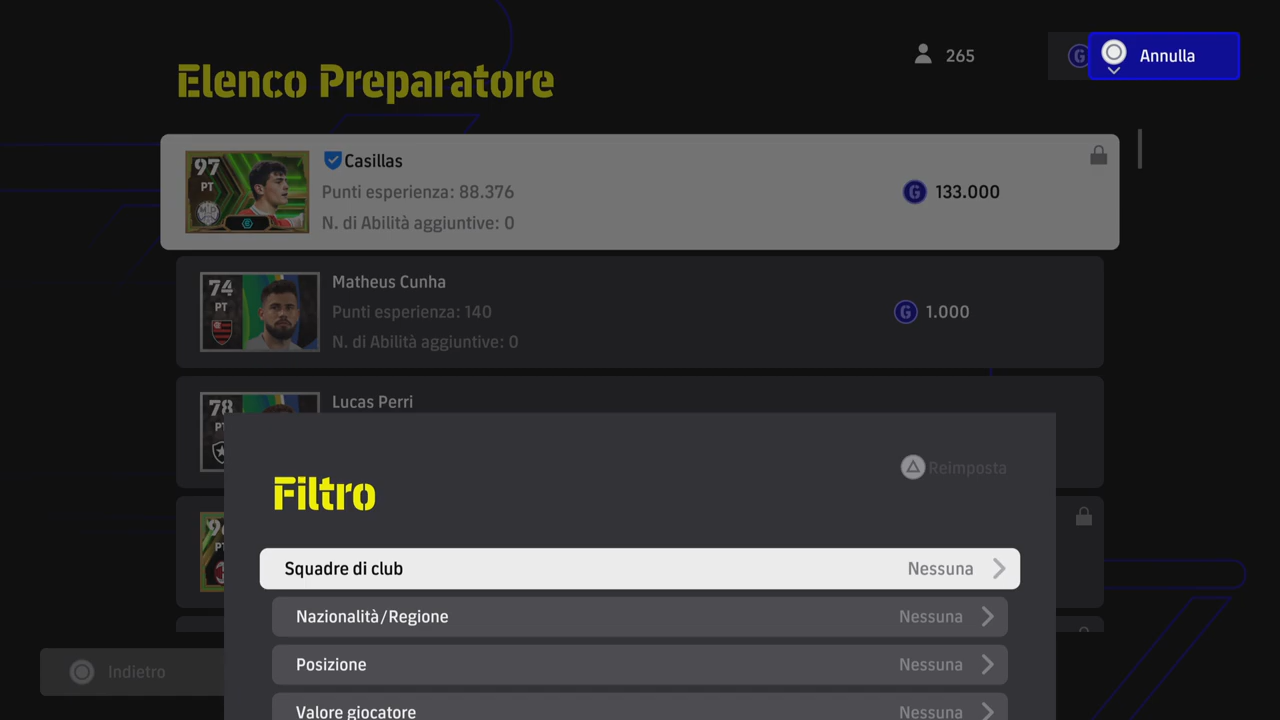 Elenco Preparatore
265
Annulla
97
PT
Casillas
Punti esperienza: 88.376
N. di Abilità aggiuntive: 0
133.000
74
PT
Matheus Cunha
Punti esperienza: 140
N. di Abilità aggiuntive: 0
1.000
78
Lucas Perri
Reimposta
Filtro
Squadre di club Nessuna
Nazionalità/Regione Nessuna
Posizione Nessuna
Valore giocatore Nessuna
Indietro